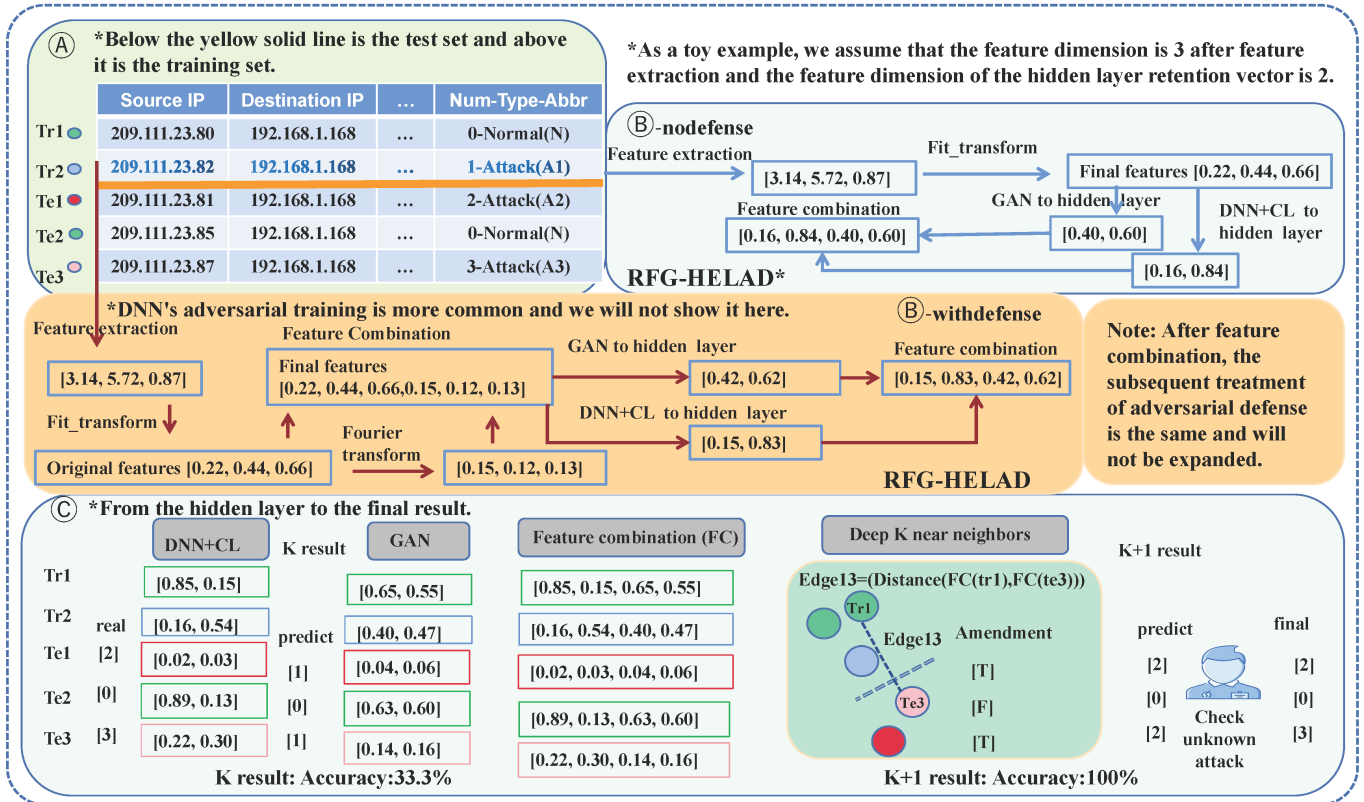 Ⓐ *Below the yellow solid line is the test set and above
it is the training set.
Source IP Destination IP ... Num-Type-Abbr
Tr1 209.111.23.80 192.168.1.168 ... 0-Normal(N)
Tr2 209.111.23.82 192.168.1.168 ... 1-Attack(A1)
Te1 209.111.23.81 192.168.1.168 ... 2-Attack(A2)
Te2 209.111.23.85 192.168.1.168 ... 0-Normal(N)
Te3 209.111.23.87 192.168.1.168 ... 3-Attack(A3)
*As a toy example, we assume that the feature dimension is 3 after feature
extraction and the feature dimension of the hidden layer retention vector is 2.
Ⓑ-nodefense
Feature extraction
[3.14, 5.72, 0.87]
Fit_transform
Final features [0.22, 0.44, 0.66]
GAN to hidden layer
[0.40, 0.60]
DNN+CL to
hidden layer
[0.16, 0.84]
Feature combination
[0.16, 0.84, 0.40, 0.60]
RFG-HELAD*
*DNN's adversarial training is more common and we will not show it here.
Ⓑ-withdefense
Feature extraction
[3.14, 5.72, 0.87]
Fit_transform
Original features [0.22, 0.44, 0.66]
Fourier
transform
[0.15, 0.12, 0.13]
Feature Combination
Final features
[0.22, 0.44, 0.66,0.15, 0.12, 0.13]
GAN to hidden layer
[0.42, 0.62]
DNN+CL to hidden layer
[0.15, 0.83]
Feature combination
[0.15, 0.83, 0.42, 0.62]
RFG-HELAD
Note: After feature
combination, the
subsequent treatment
of adversarial defense
is the same and will
not be expanded.
Ⓒ *From the hidden layer to the final result.
DNN+CL K result GAN Feature combination (FC) Deep K near neighbors K+1 result
Tr1 [0.85, 0.15] [0.65, 0.55] [0.85, 0.15, 0.65, 0.55]
Tr2 [0.16, 0.54] [0.40, 0.47] [0.16, 0.54, 0.40, 0.47]
real predict
Te1 [2] [0.02, 0.03] [1] [0.04, 0.06] [0.02, 0.03, 0.04, 0.06]
Te2 [0] [0.89, 0.13] [0] [0.63, 0.60] [0.89, 0.13, 0.63, 0.60]
Te3 [3] [0.22, 0.30] [1] [0.14, 0.16] [0.22, 0.30, 0.14, 0.16]
K result: Accuracy:33.3%
Edge13=(Distance(FC(tr1),FC(te3)))
Tr1
Edge13
Te3
Amendment
[T]
[F]
[T]
predict final
[2] [2]
[0] [0]
[2] [3]
Check
unknown
attack
K+1 result: Accuracy:100%